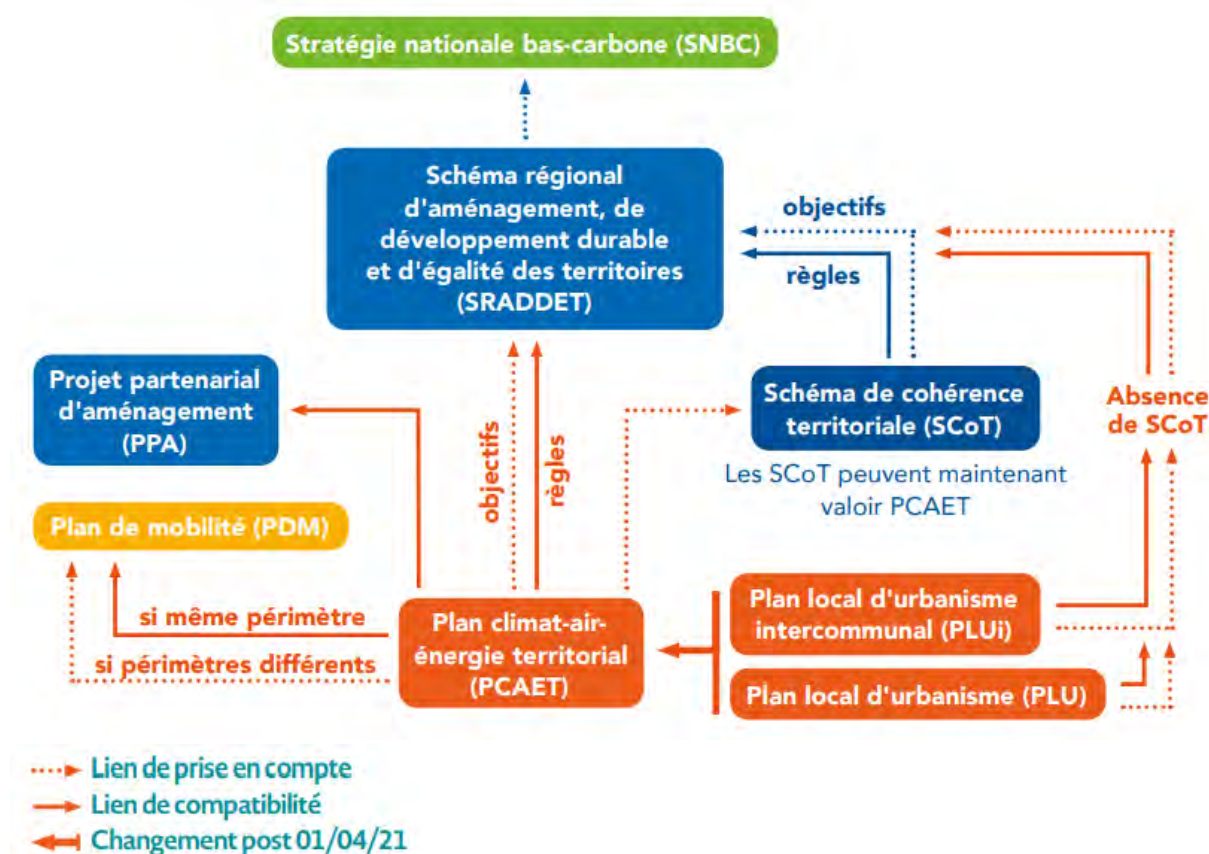 Stratégie nationale bas-carbone (SNBC)
Schéma régional
d'aménagement, de
développement durable
et d'égalité des territoires
(SRADDET)
objectifs
règles
Projet partenarial
d'aménagement
(PPA)
objectifs
règles
Schéma de cohérence
territoriale (SCoT)
Absence
de SCoT
Les SCoT peuvent maintenant
valoir PCAET
Plan de mobilité (PDM)
si même périmètre
si périmètres différents
Plan climat-air-
énergie territorial
(PCAET)
Plan local d'urbanisme
intercommunal (PLUi)
Plan local d'urbanisme (PLU)
Lien de prise en compte
Lien de compatibilité
Changement post 01/04/21